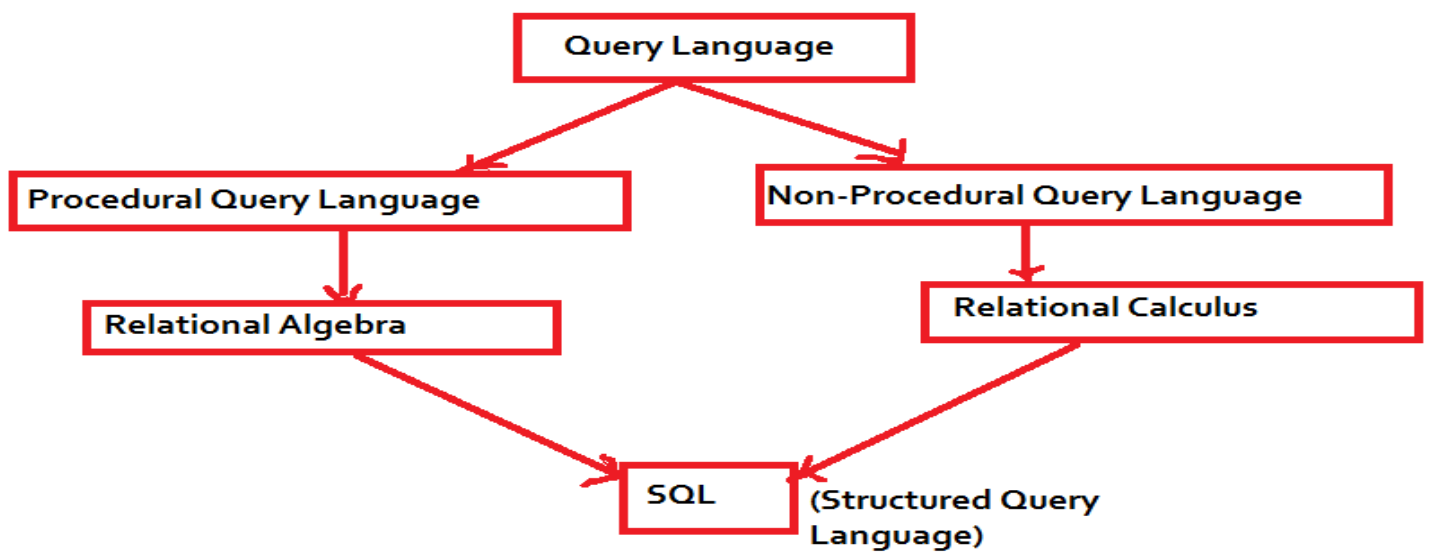 Query Language
Procedural Query Language
Non-Procedural Query Language
Relational Algebra
Relational Calculus
SQL
(Structured Query
Language)